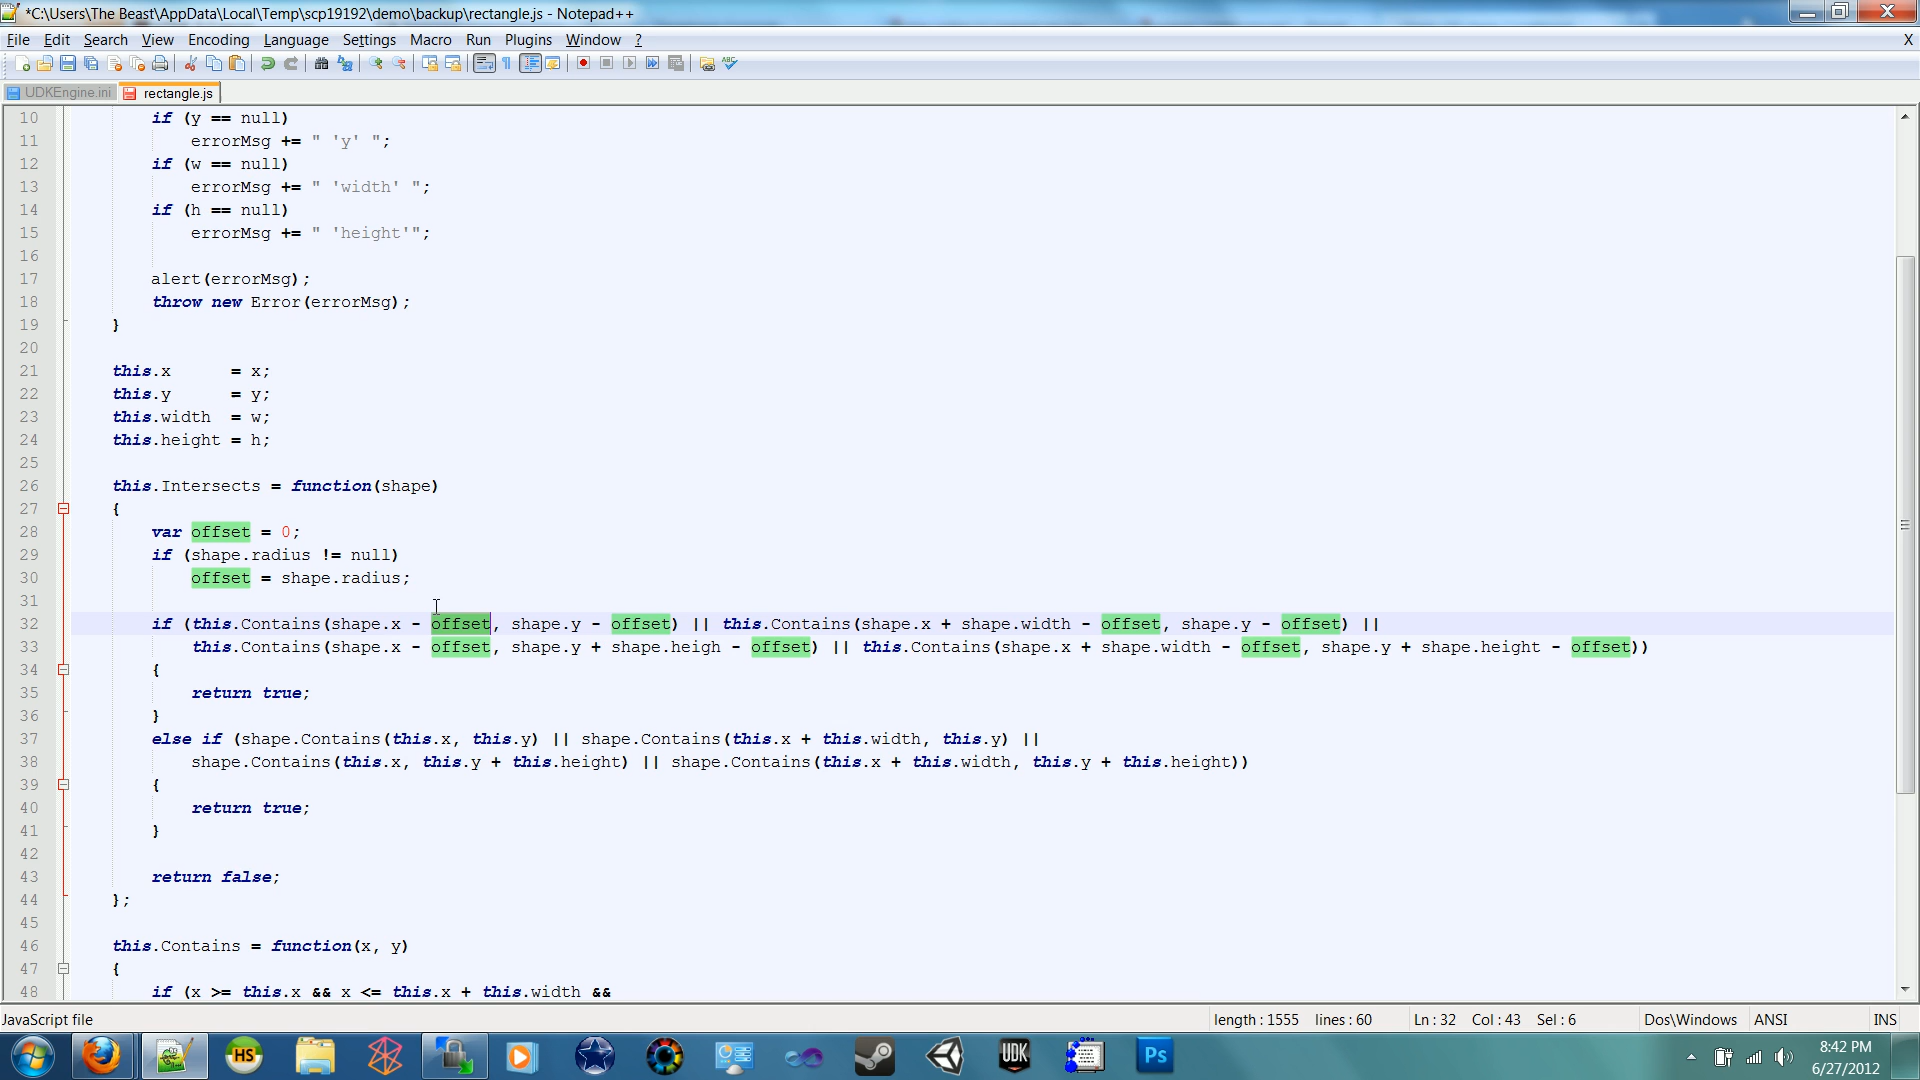 *C:\Users\The Beast\AppData\Local\Temp\scp19192\demo\backup\rectangle.js - Notepad++
File Edit Search View Encoding Language Settings Macro Run Plugins Window ? X
UDKEngine.ini rectangle.js
10 if (y == null)
11 errorMsg += " 'y' ";
12 if (w == null)
13 errorMsg += " 'width' ";
14 if (h == null)
15 errorMsg += " 'height'";
16
17 alert(errorMsg);
18 throw new Error(errorMsg);
19 }
20
21 this.x = x;
22 this.y = y;
23 this.width = w;
24 this.height = h;
25
26 this.Intersects = function(shape)
27 {
28 var offset = 0;
29 if (shape.radius != null)
30 offset = shape.radius;
31
32 if (this.Contains(shape.x - offset, shape.y - offset) || this.Contains(shape.x + shape.width - offset, shape.y - offset) ||
33 this.Contains(shape.x - offset, shape.y + shape.heigh - offset) || this.Contains(shape.x + shape.width - offset, shape.y + shape.height - offset))
34 {
35 return true;
36 }
37 else if (shape.Contains(this.x, this.y) || shape.Contains(this.x + this.width, this.y) ||
38 shape.Contains(this.x, this.y + this.height) || shape.Contains(this.x + this.width, this.y + this.height))
39 {
40 return true;
41 }
42
43 return false;
44 };
45
46 this.Contains = function(x, y)
47 {
48 if (x >= this.x && x <= this.x + this.width &&
JavaScript file length : 1555 lines : 60 Ln : 32 Col : 43 Sel : 6 Dos\Windows ANSI INS
HS UDK Ps
8:42 PM
6/27/2012